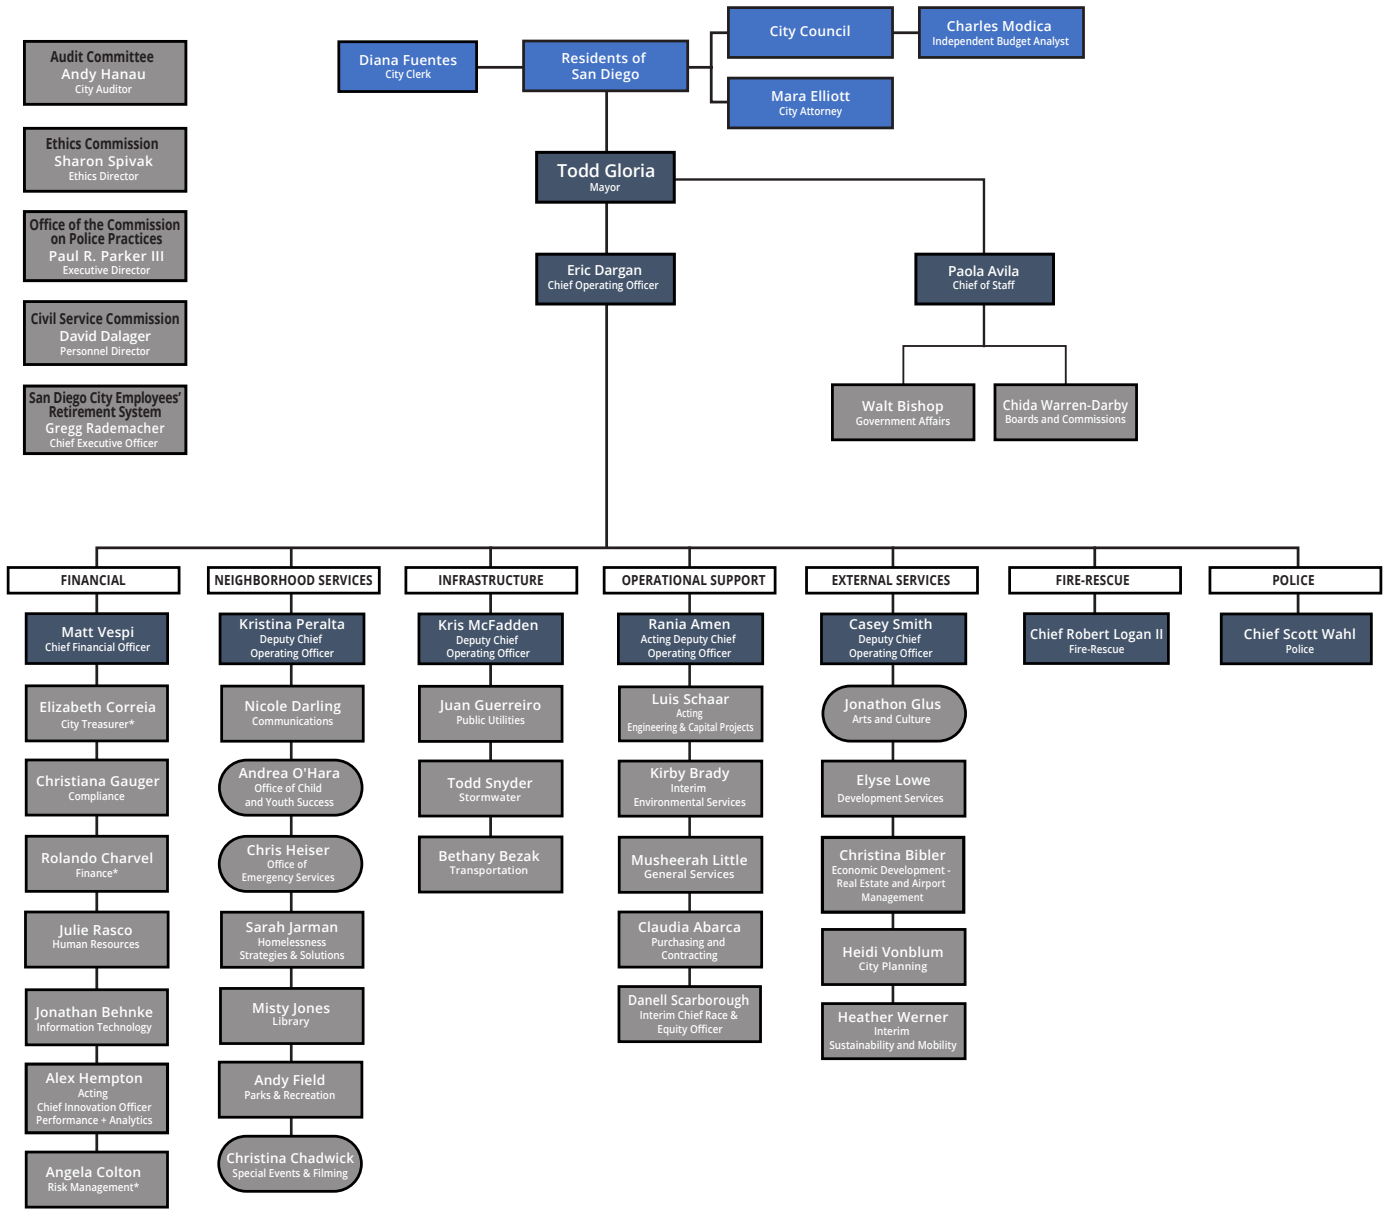 Audit Committee
Andy Hanau
City Auditor
Ethics Commission
Sharon Spivak
Ethics Director
Office of the Commission
on Police Practices
Paul R. Parker III
Executive Director
Civil Service Commission
David Dalager
Personnel Director
San Diego City Employees’
Retirement System
Gregg Rademacher
Chief Executive Officer
Diana Fuentes
City Clerk
Residents of
San Diego
City Council
Charles Modica
Independent Budget Analyst
Mara Elliott
City Attorney
Todd Gloria
Mayor
Eric Dargan
Chief Operating Officer
Paola Avila
Chief of Staff
Walt Bishop
Government Affairs
Chida Warren-Darby
Boards and Commissions
FINANCIAL
Matt Vespi
Chief Financial Officer
Elizabeth Correia
City Treasurer*
Christiana Gauger
Compliance
Rolando Charvel
Finance*
Julie Rasco
Human Resources
Jonathan Behnke
Information Technology
Alex Hempton
Acting
Chief Innovation Officer
Performance + Analytics
Angela Colton
Risk Management*
NEIGHBORHOOD SERVICES
Kristina Peralta
Deputy Chief
Operating Officer
Nicole Darling
Communications
Andrea O'Hara
Office of Child
and Youth Success
Chris Heiser
Office of
Emergency Services
Sarah Jarman
Homelessness
Strategies & Solutions
Misty Jones
Library
Andy Field
Parks & Recreation
Christina Chadwick
Special Events & Filming
INFRASTRUCTURE
Kris McFadden
Deputy Chief
Operating Officer
Juan Guerreiro
Public Utilities
Todd Snyder
Stormwater
Bethany Bezak
Transportation
OPERATIONAL SUPPORT
Rania Amen
Acting Deputy Chief
Operating Officer
Luis Schaar
Acting
Engineering & Capital Projects
Kirby Brady
Interim
Environmental Services
Musheerah Little
General Services
Claudia Abarca
Purchasing and
Contracting
Danell Scarborough
Interim Chief Race &
Equity Officer
EXTERNAL SERVICES
Casey Smith
Deputy Chief
Operating Officer
Jonathon Glus
Arts and Culture
Elyse Lowe
Development Services
Christina Bibler
Economic Development -
Real Estate and Airport
Management
Heidi Vonblum
City Planning
Heather Werner
Interim
Sustainability and Mobility
FIRE-RESCUE
Chief Robert Logan II
Fire-Rescue
POLICE
Chief Scott Wahl
Police